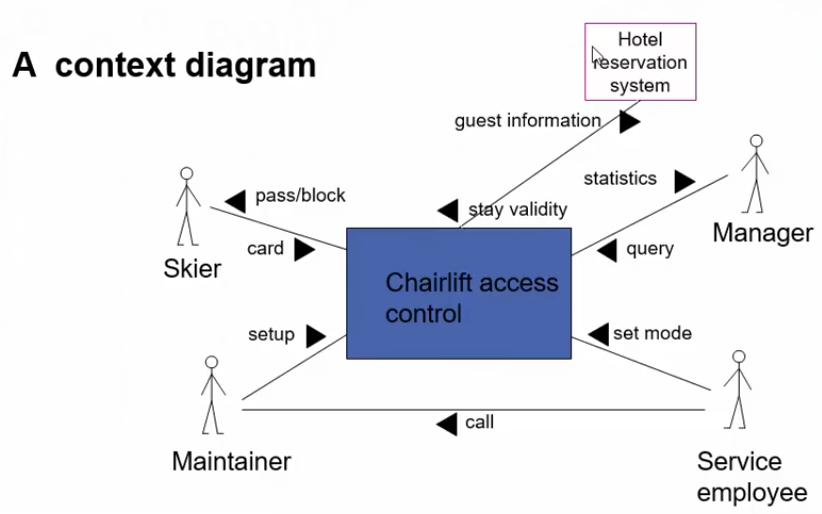 A context diagram
Hotel
reservation
system
guest information
statistics
pass/block
stay validity
Manager
card
query
Skier
Chairlift access
control
setup
set mode
call
Maintainer
Service
employee